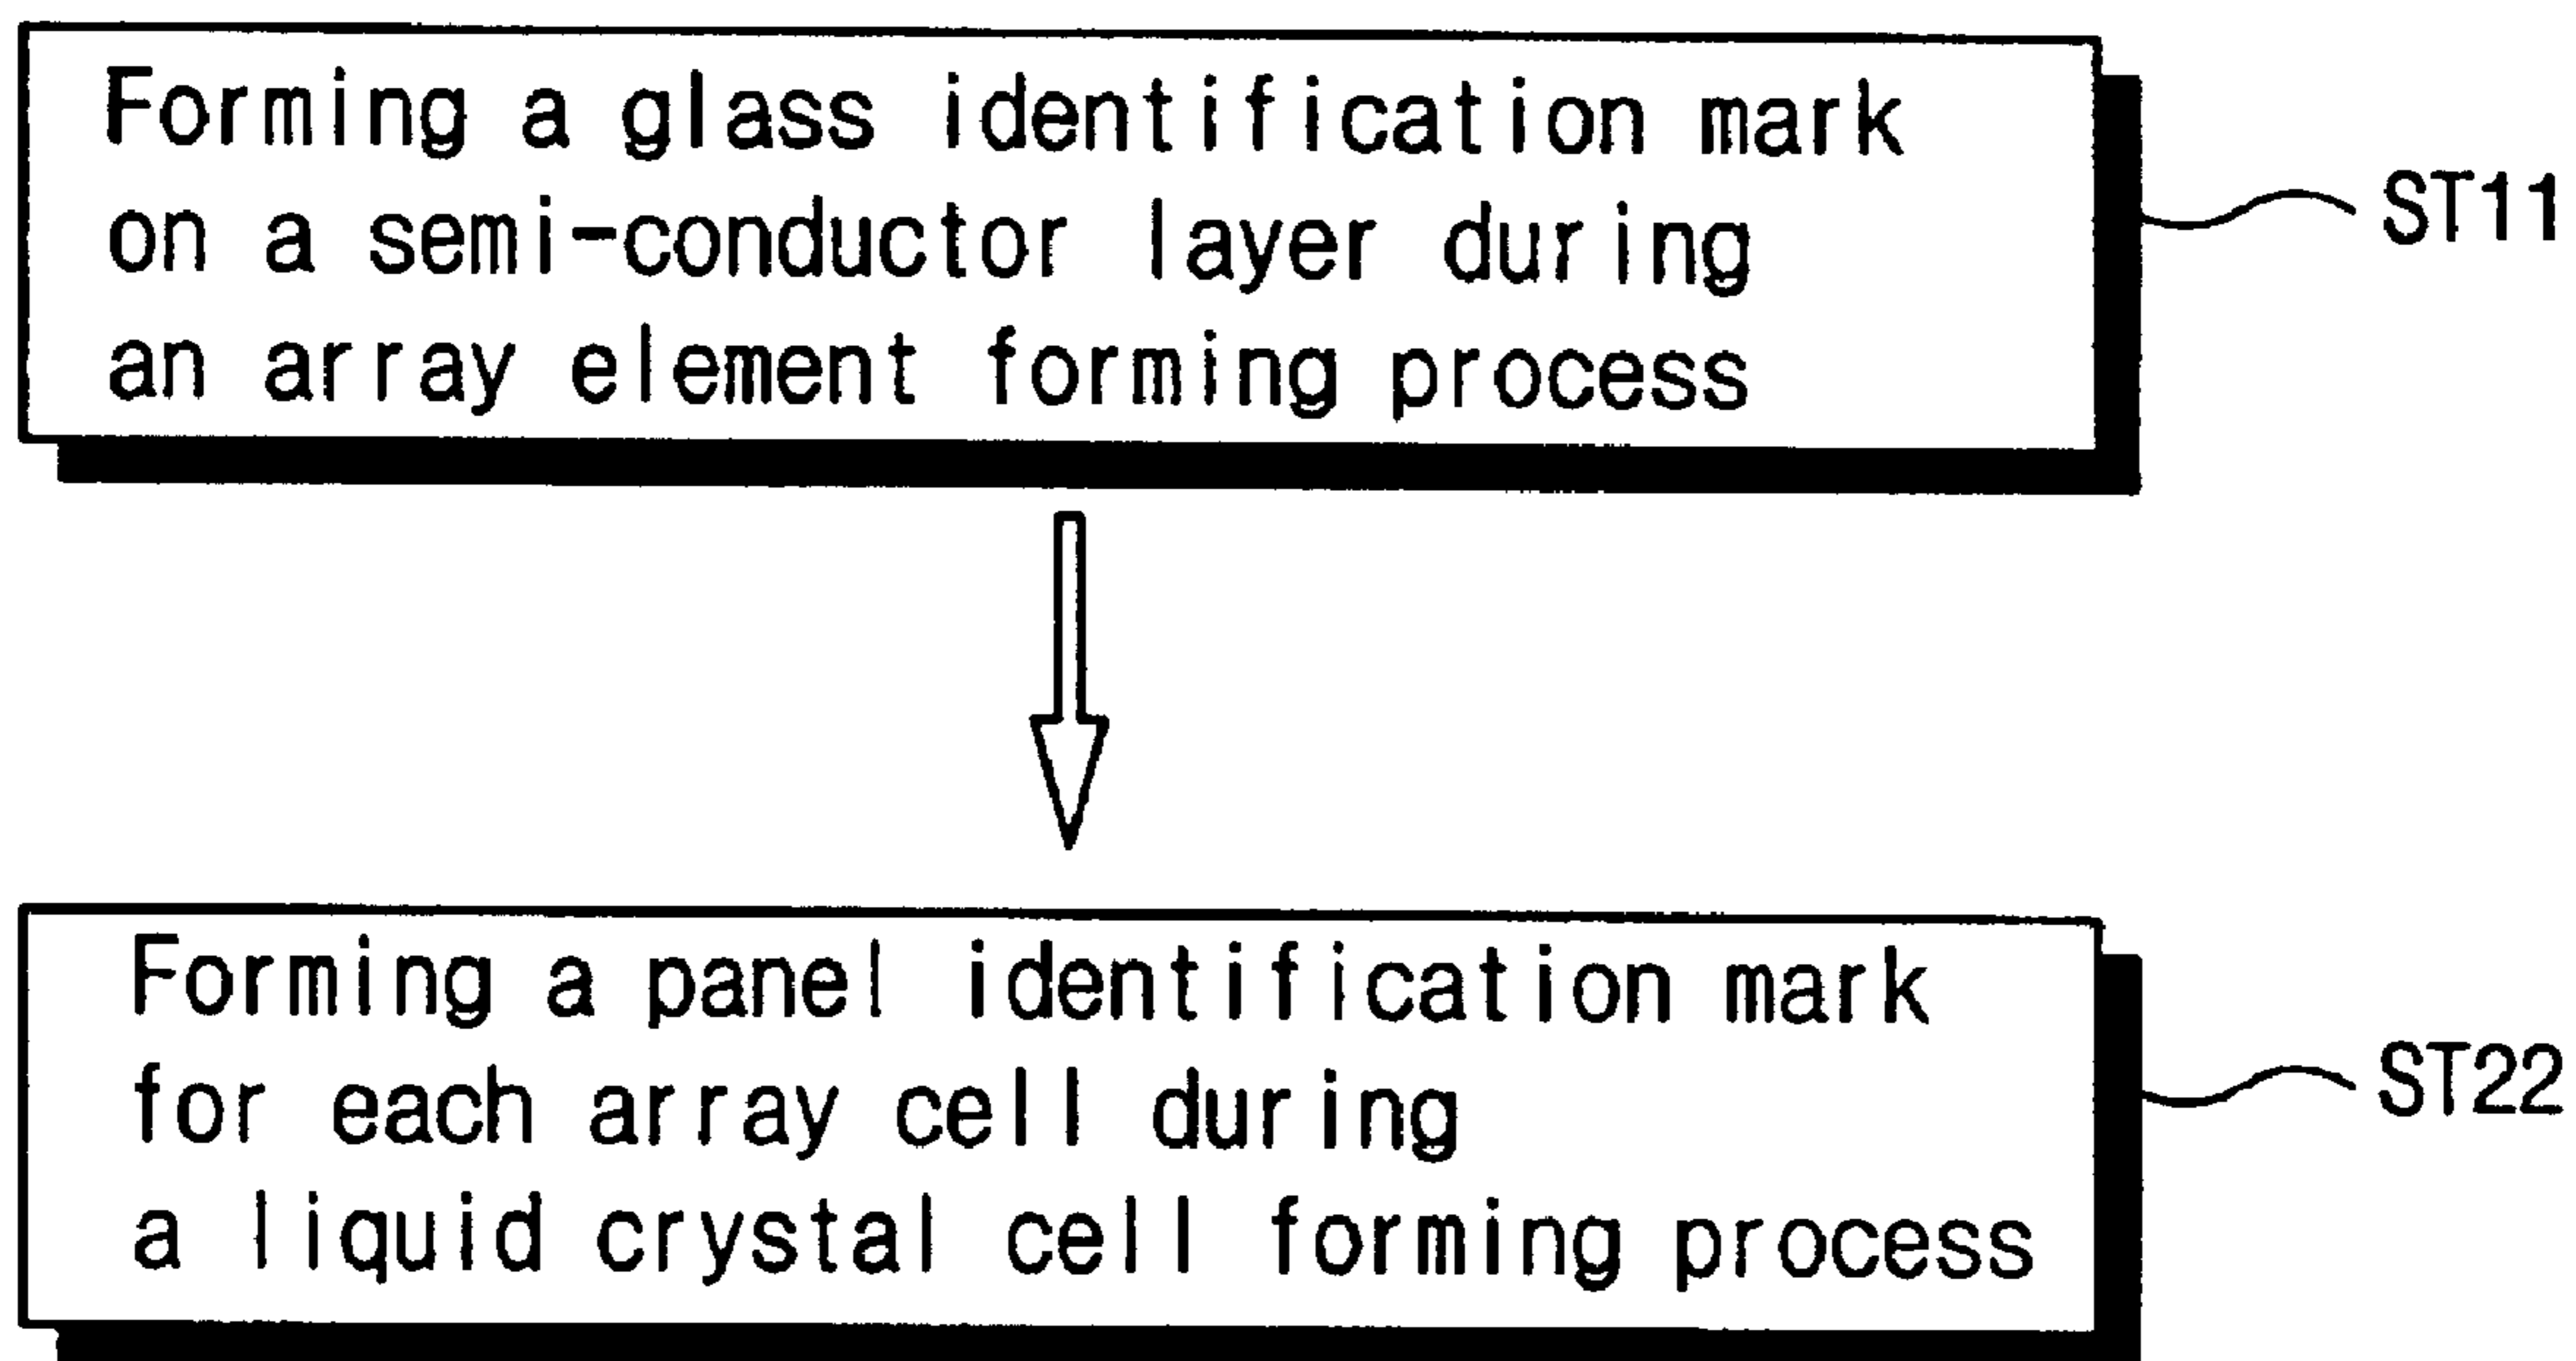 Forming a glass identification mark
on a semi-conductor layer during
an array element forming process
ST11
Forming a panel identification mark
for each array cell during
a liquid crystal cell forming process
ST22